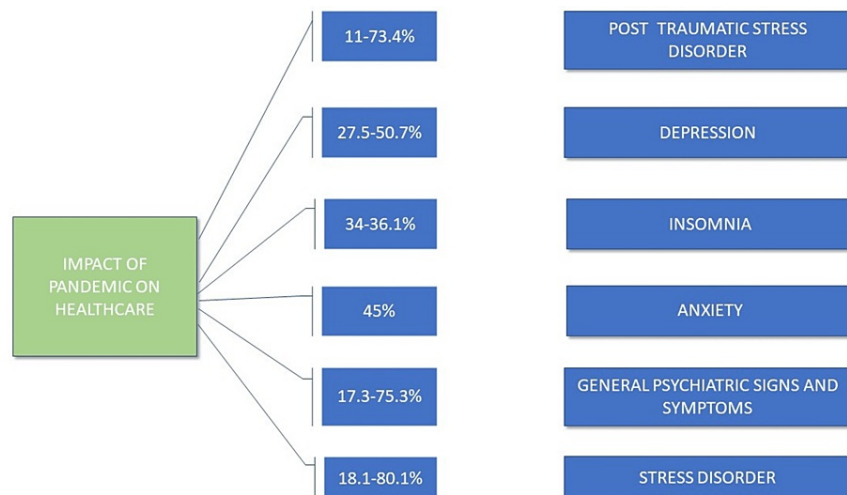 11-73.4%
POST TRAUMATIC STRESS
DISORDER
27.5-50.7%
DEPRESSION
34-36.1%
INSOMNIA
IMPACT OF
PANDEMIC ON
HEALTHCARE
45%
ANXIETY
17.3-75.3%
GENERAL PSYCHIATRIC SIGNS AND
SYMPTOMS
18.1-80.1%
STRESS DISORDER